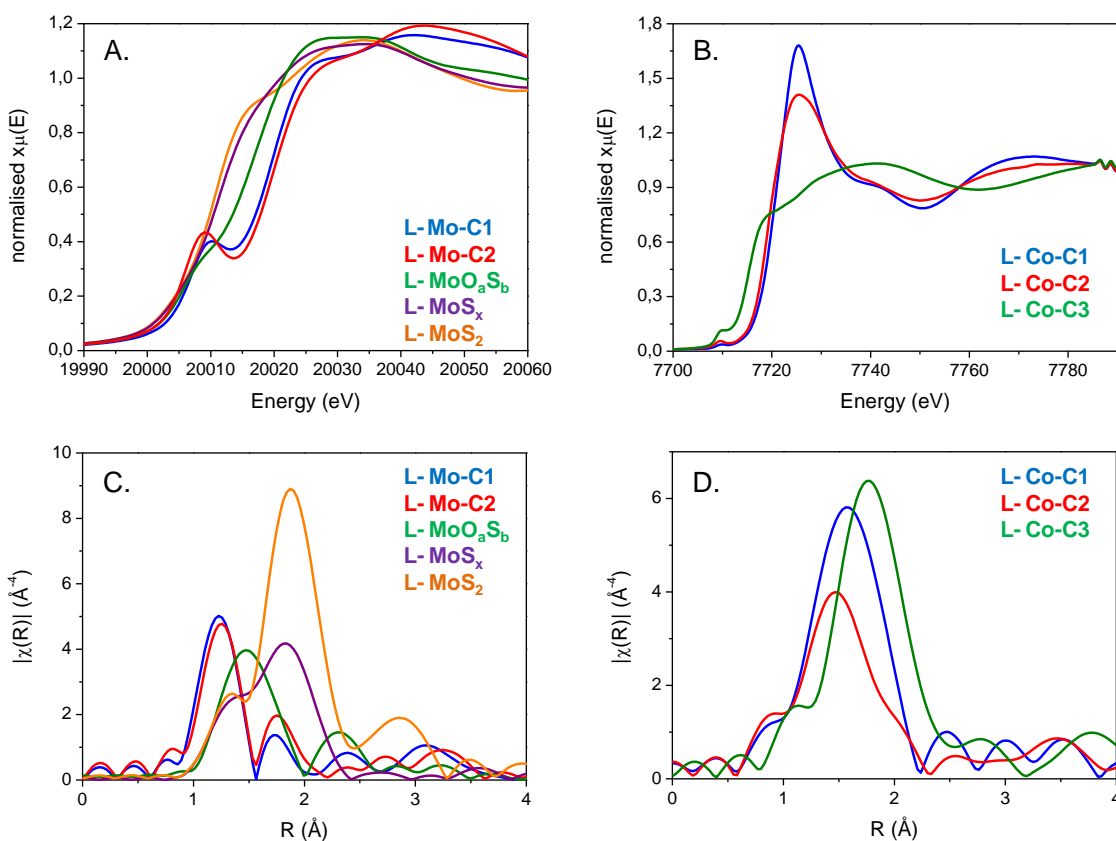 A.
normalised xμ(E)
1,2
1,0
0,8
0,6
0,4
0,2
0,0
19990 20000 20010 20020 20030 20040 20050 20060
Energy (eV)
L- Mo-C1
L- Mo-C2
L- MoOaSb
L- MoSx
L- MoS2
B.
normalised xμ(E)
1,8
1,5
1,2
0,9
0,6
0,3
0,0
7700 7720 7740 7760 7780
Energy (eV)
L- Co-C1
L- Co-C2
L- Co-C3
C.
|χ(R)| (Å-4)
10
8
6
4
2
0
0 1 2 3 4
R (Å)
L- Mo-C1
L- Mo-C2
L- MoOaSb
L- MoSx
L- MoS2
D.
|χ(R)| (Å-4)
6
4
2
0
0 1 2 3 4
R (Å)
L- Co-C1
L- Co-C2
L- Co-C3